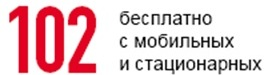 102
бесплатно
с мобильных
и стационарных